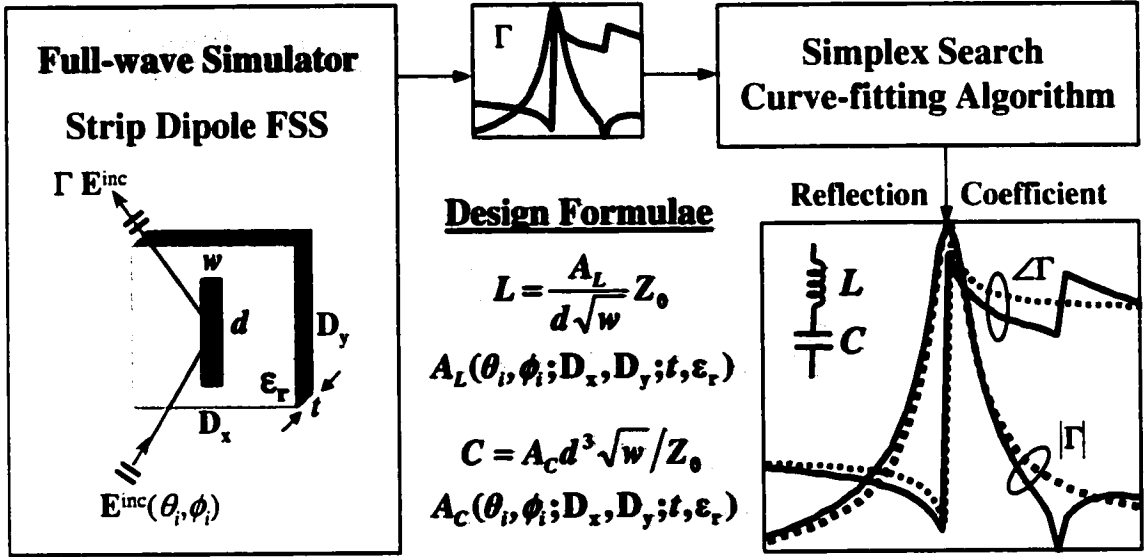 Full-wave Simulator
Strip Dipole FSS
Γ E^inc
w
d
D_y
ε_r
t
D_x
E^inc(θ_i,ϕ_i)
Γ
Simplex Search
Curve-fitting Algorithm
Design Formulae
L = A_L / (d√w) Z_0
A_L(θ_i,ϕ_i;D_x,D_y;t,ε_r)
C = A_C d^3 √w/Z_0
A_C(θ_i,ϕ_i;D_x,D_y;t,ε_r)
Reflection Coefficient
L
C
∠Γ
|Γ|